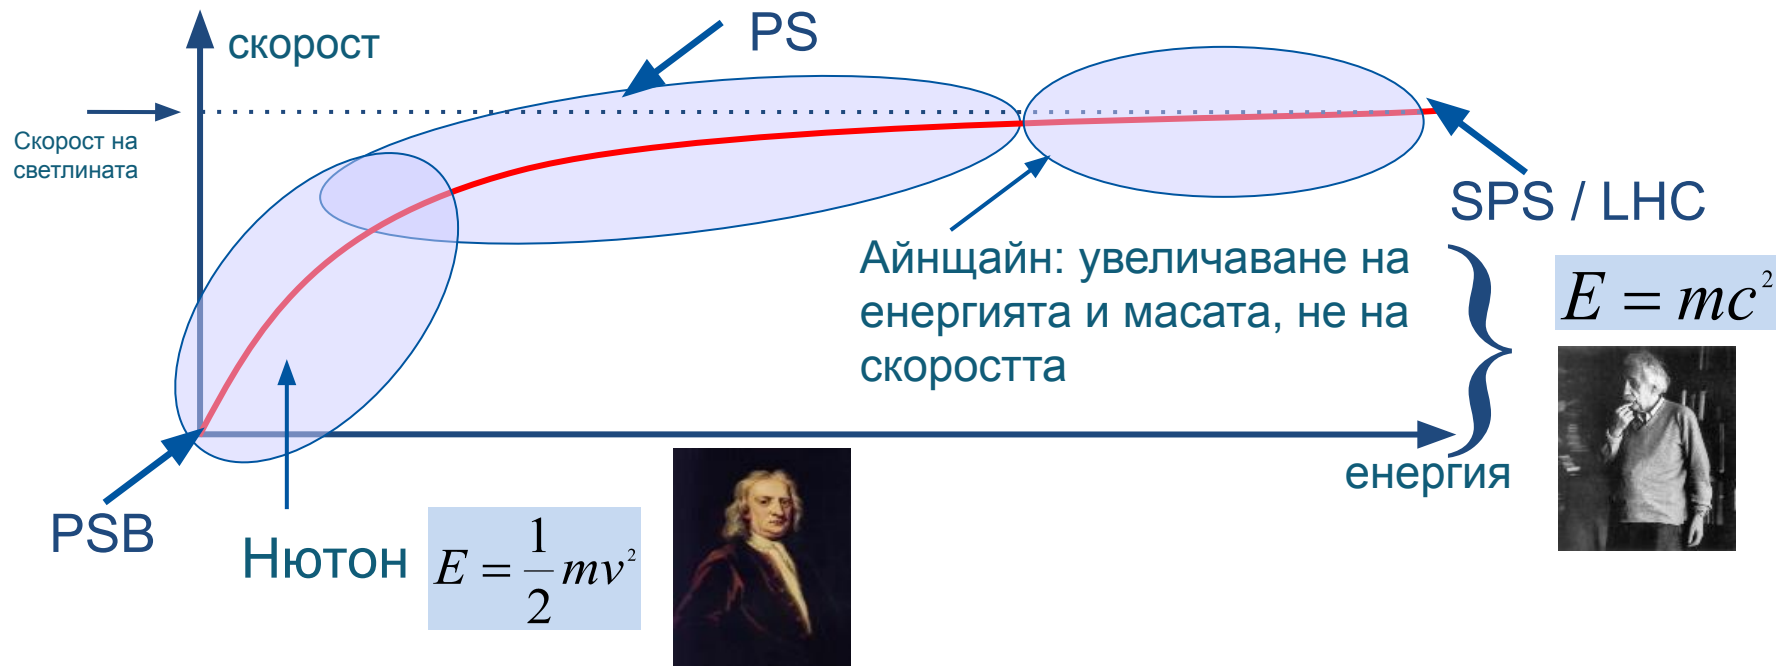 скорост
PS
Скорост на
светлината
SPS / LHC
Айнщайн: увеличаване на
енергията и масата, не на
скоростта
E = mc²
енергия
PSB
Нютон
E = 1/2 mv²